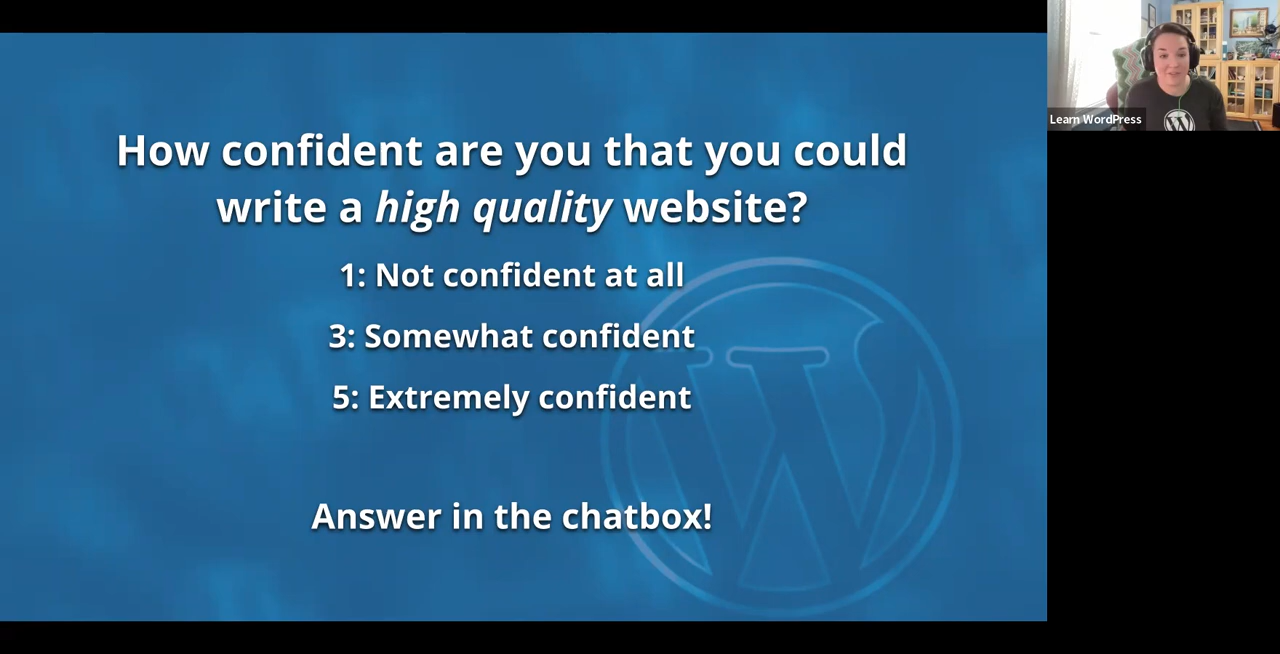 How confident are you that you could
write a high quality website?
1: Not confident at all
3: Somewhat confident
5: Extremely confident
Answer in the chatbox!
Learn WordPress